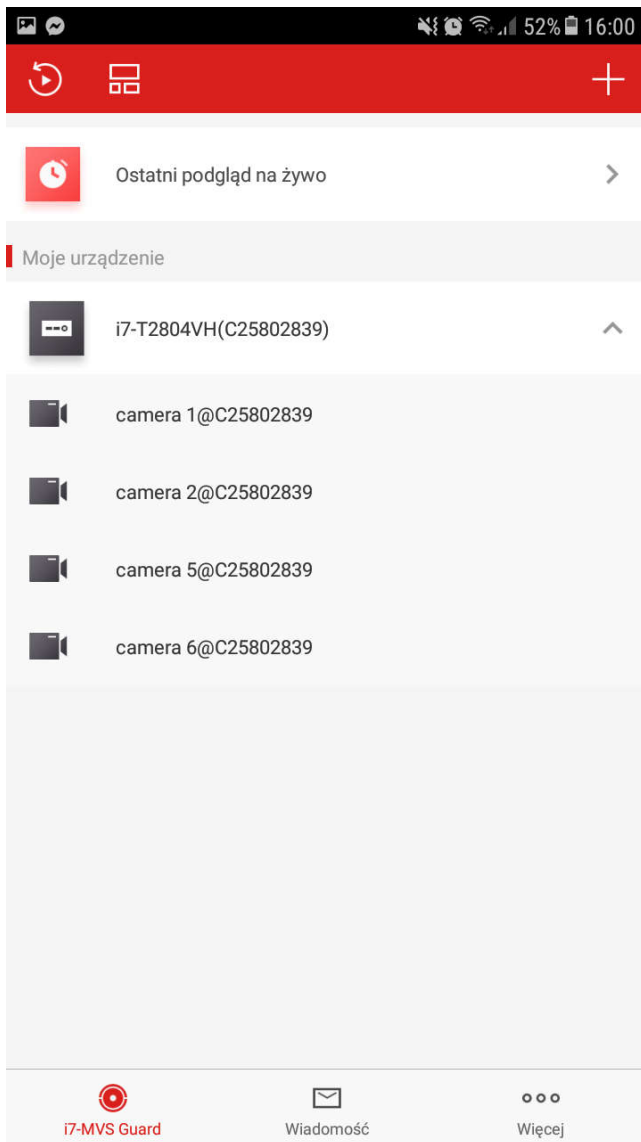 52% 16:00
Ostatni podgląd na żywo
Moje urządzenie
i7-T2804VH(C25802839)
camera 1@C25802839
camera 2@C25802839
camera 5@C25802839
camera 6@C25802839
i7-MVS Guard Wiadomość Więcej